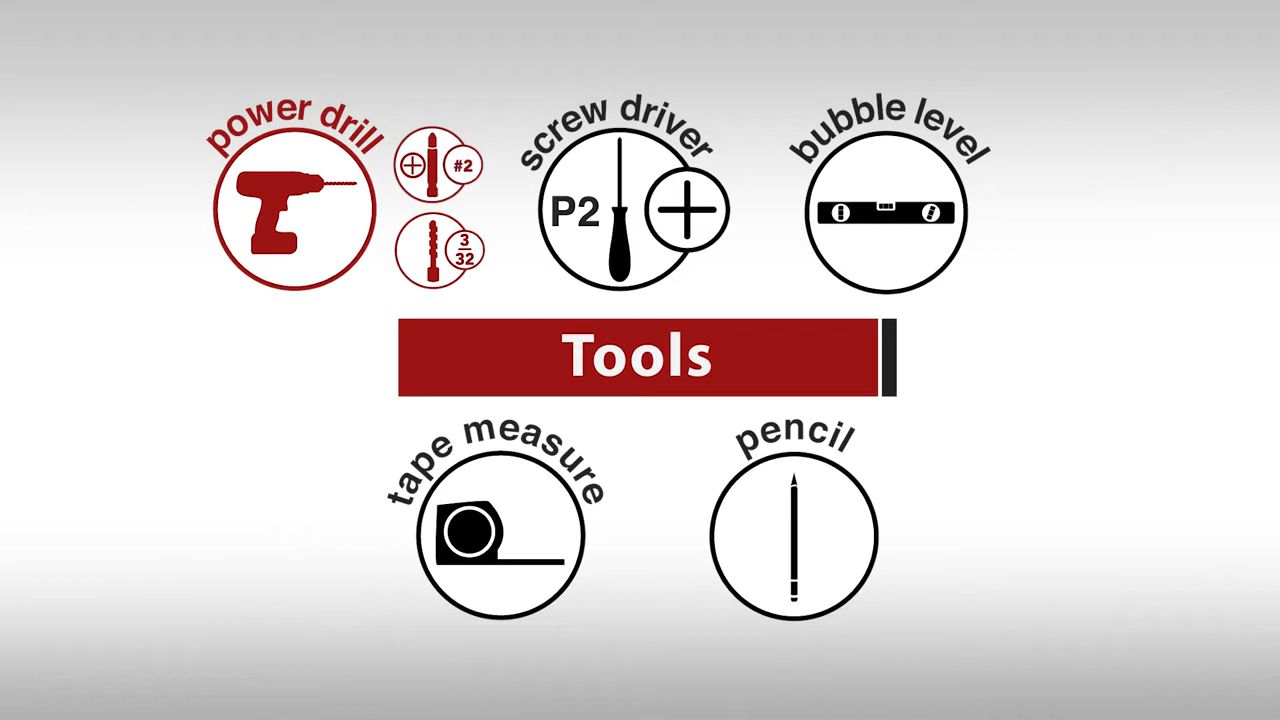 power drill
#2
3
32
screw driver
P2
bubble level
Tools
tape measure
pencil